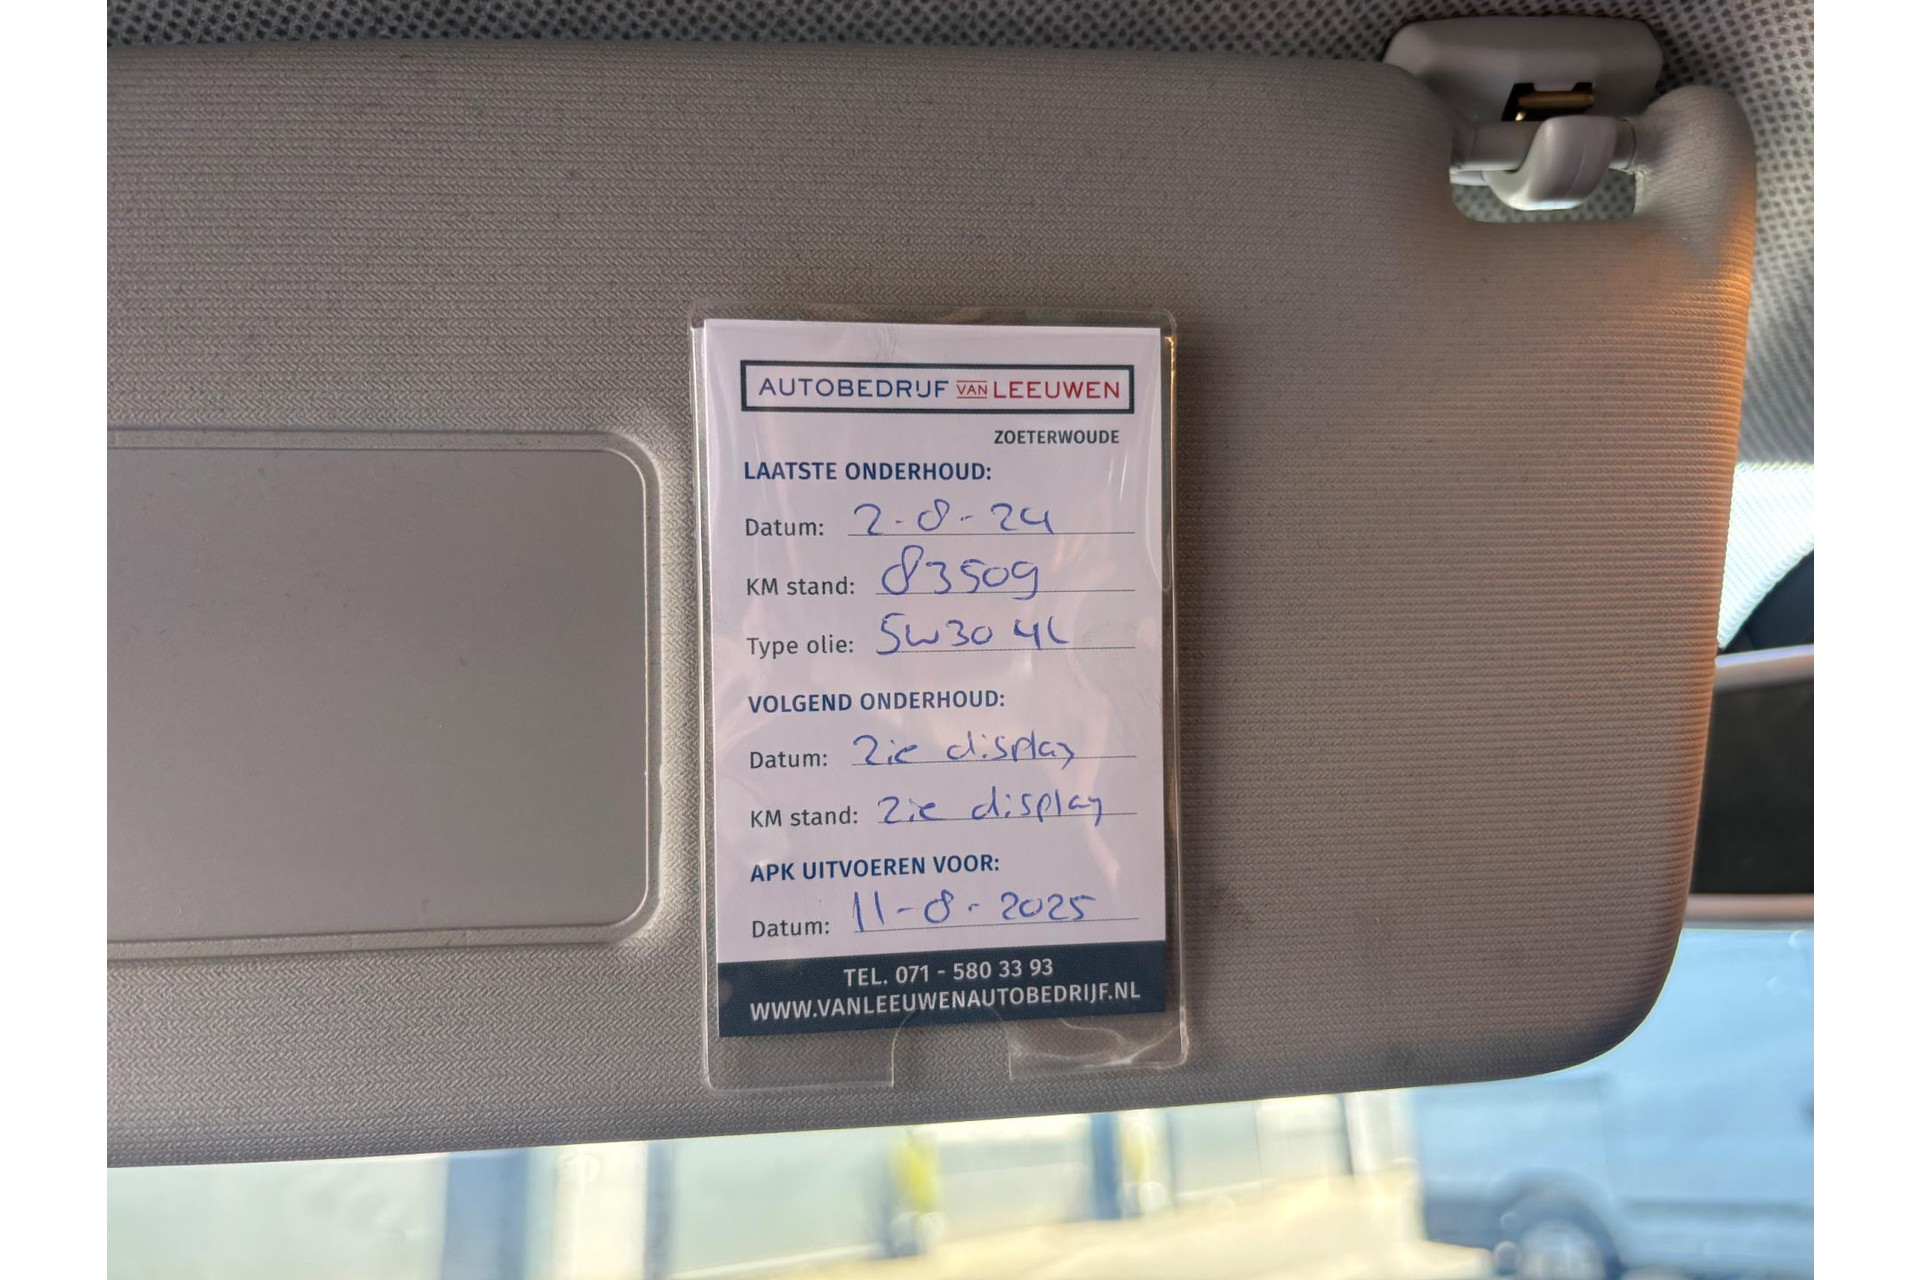 AUTOBEDRIJF VAN LEEUWEN
ZOETERWOUDE
LAATSTE ONDERHOUD:
Datum: 2-8-24
KM stand: 83509
Type olie: 5W30 4L
VOLGEND ONDERHOUD:
Datum: Zie display
KM stand: Zie display
APK UITVOEREN VOOR:
Datum: 11-8-2025
TEL. 071 - 580 33 93
WWW.VANLEEUWENAUTOBEDRIJF.NL